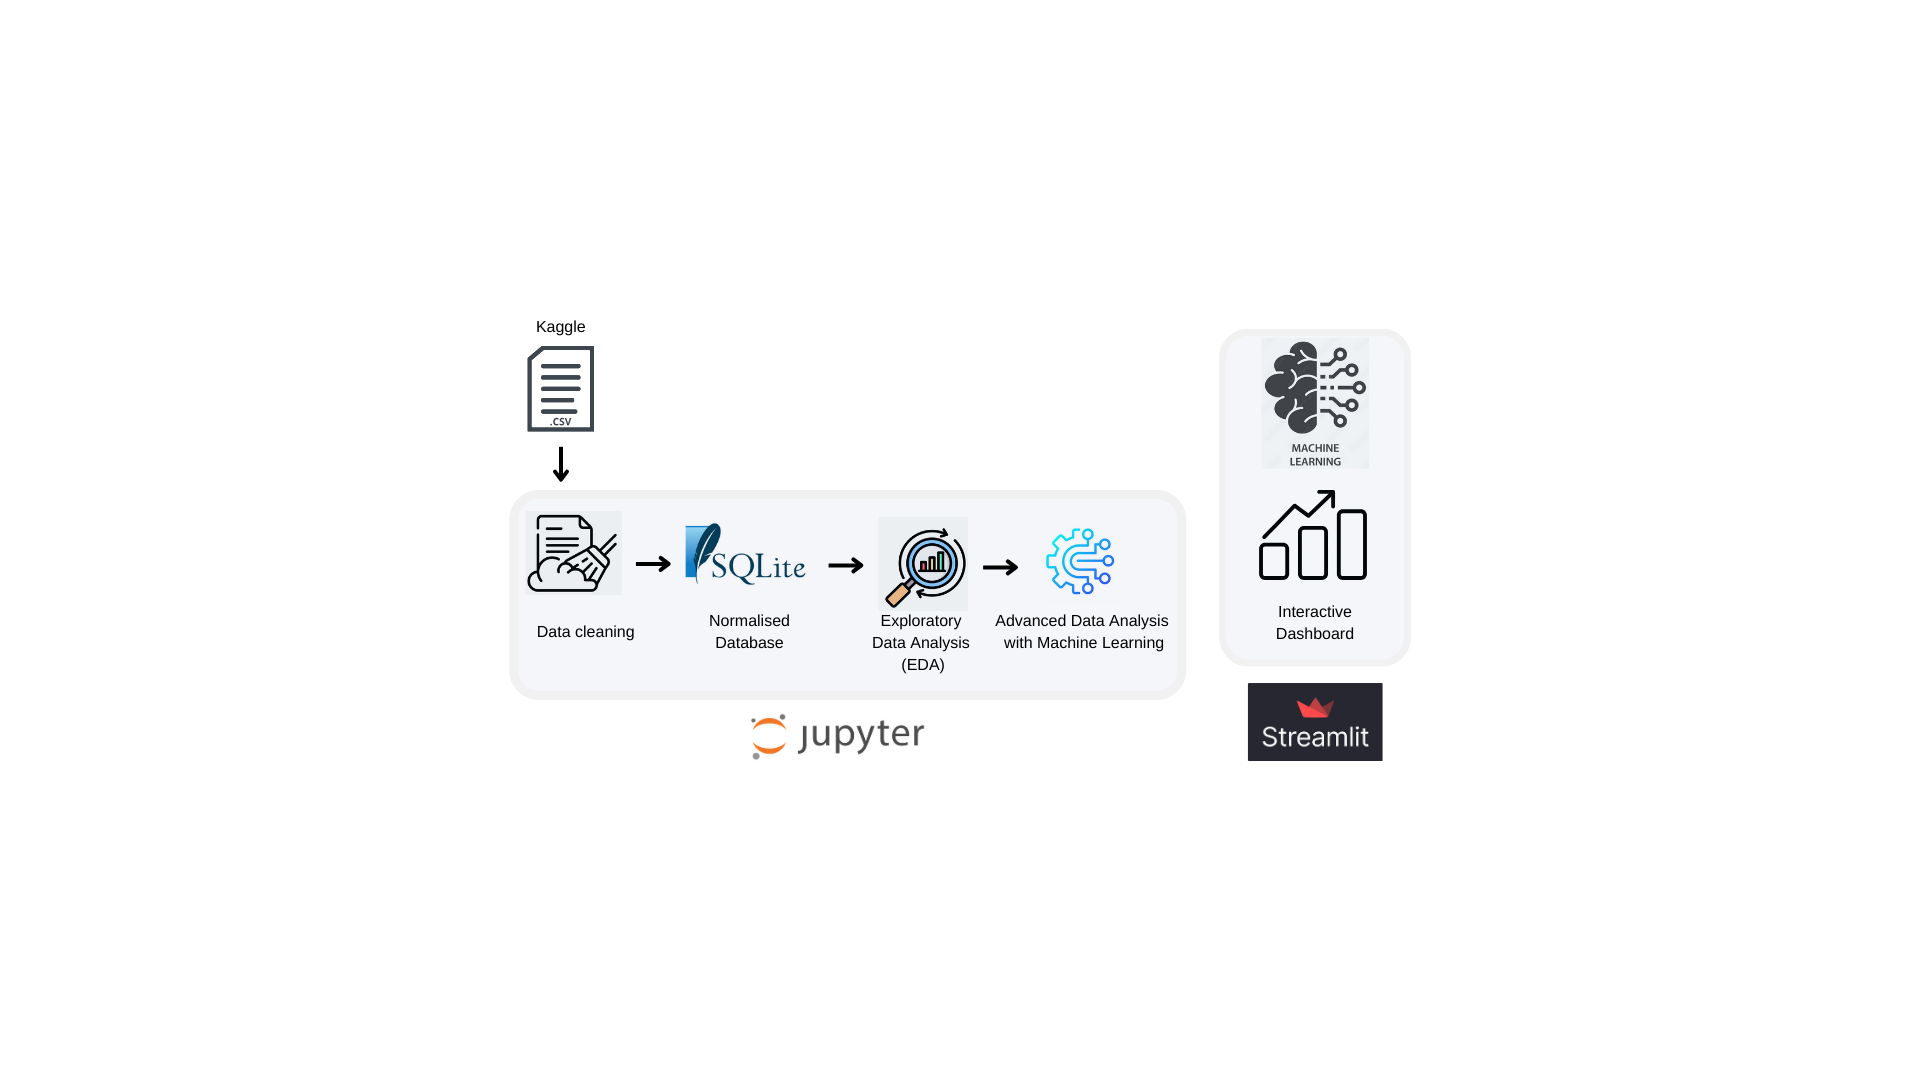 Kaggle
.CSV
Data cleaning
SQLite
Normalised
Database
Exploratory
Data Analysis
(EDA)
Advanced Data Analysis
with Machine Learning
jupyter
MACHINE
LEARNING
Interactive
Dashboard
Streamlit